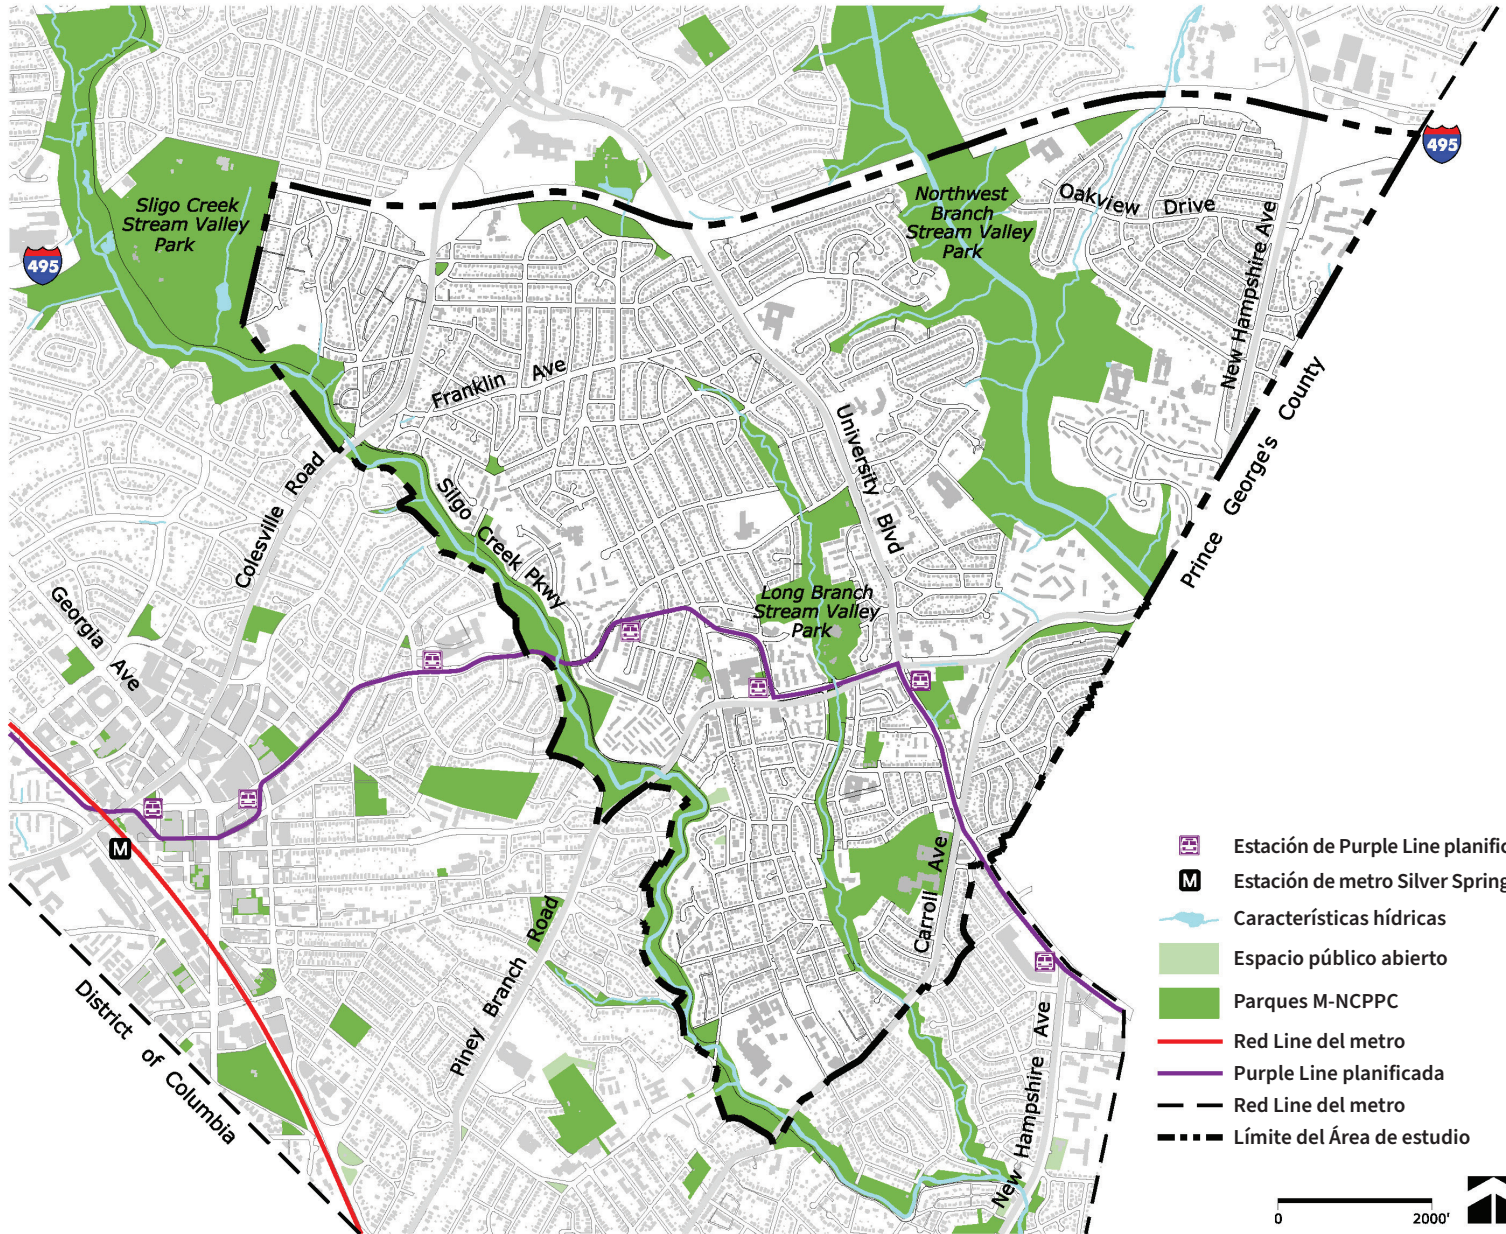 495
Oakview Drive
Northwest
Branch
Stream Valley
Park
Sligo Creek
Stream Valley
Park
495
New Hampshire Ave
Franklin Ave
Prince George's County
University Blvd
Colesville Road
Silgo Creek Pkwy
Georgia Ave
Long Branch
Stream Valley
Park
Carroll Ave
Piney Branch Road
New Hampshire Ave
District of Columbia
M
Estación de Purple Line planific
M Estación de metro Silver Spring
Características hídricas
Espacio público abierto
Parques M-NCPPC
Red Line del metro
Purple Line planificada
Red Line del metro
Límite del Área de estudio
0 2000'